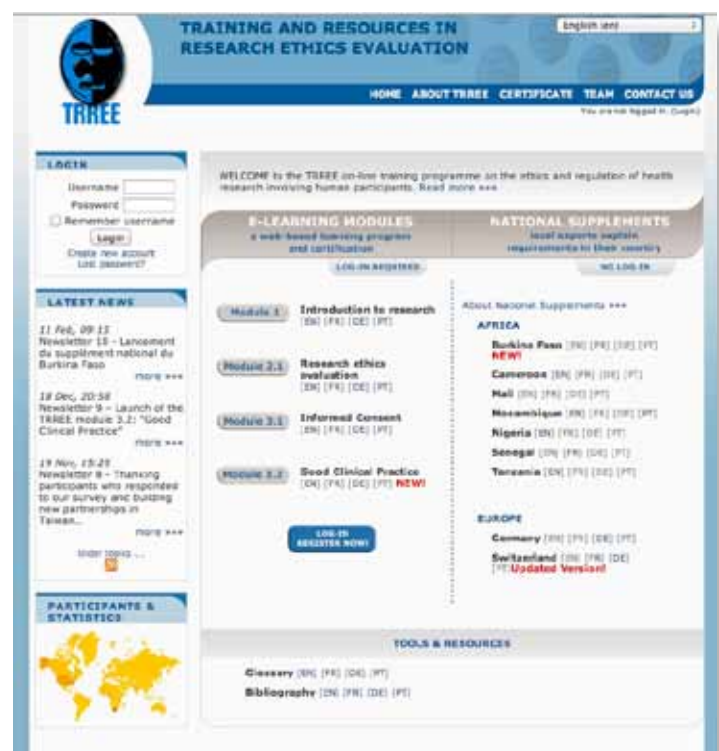 TRAINING AND RESOURCES IN
RESEARCH ETHICS EVALUATION
English (en)
TRREE
HOME ABOUT TRREE CERTIFICATE TEAM CONTACT US
You are not logged in. (Login)
LOGIN
Username
Password
Remember username
Login
Create new account
Lost password?
LATEST NEWS
11 Feb, 09:15
Newsletter 10 - Lancement
du supplément national du
Burkina Faso
more
18 Dec, 20:58
Newsletter 9 - Launch of the
TRREE module 3.2: "Good
Clinical Practice"
more
19 Nov, 15:25
Newsletter 8 - Thanking
participants who responded
to our survey and building
new partnerships in
Taiwan...
more
Older topics ...
PARTICIPANTS &
STATISTICS
WELCOME to the TRREE on-line training programme on the ethics and regulation of health
research involving human participants. Read more
E-LEARNING MODULES
a web-based learning program
and certification
LOG-IN REQUIRED
Module 1 Introduction to research
[EN] [FR] [DE] [PT]
Module 2.1 Research ethics
evaluation
[EN] [FR] [DE] [PT]
Module 3.1 Informed Consent
[EN] [FR] [DE] [PT]
Module 3.2 Good Clinical Practice
[EN] [FR] [DE] [PT] NEW!
LOG-IN
REGISTER NOW!
NATIONAL SUPPLEMENTS
local experts explain
requirements in their country
NO LOG-IN
About National Supplements
AFRICA
Burkina Faso [EN] [FR] [DE] [PT]
NEW!
Cameroon [EN] [FR] [DE] [PT]
Mali [EN] [FR] [DE] [PT]
Mozambique [EN] [FR] [DE] [PT]
Nigeria [EN] [FR] [DE] [PT]
Senegal [EN] [FR] [DE] [PT]
Tanzania [EN] [FR] [DE] [PT]
EUROPE
Germany [EN] [FR] [DE] [PT]
Switzerland [EN] [FR] [DE]
[PT] Updated Version!
TOOLS & RESOURCES
Glossary [EN] [FR] [DE] [PT]
Bibliography [EN] [FR] [DE] [PT]